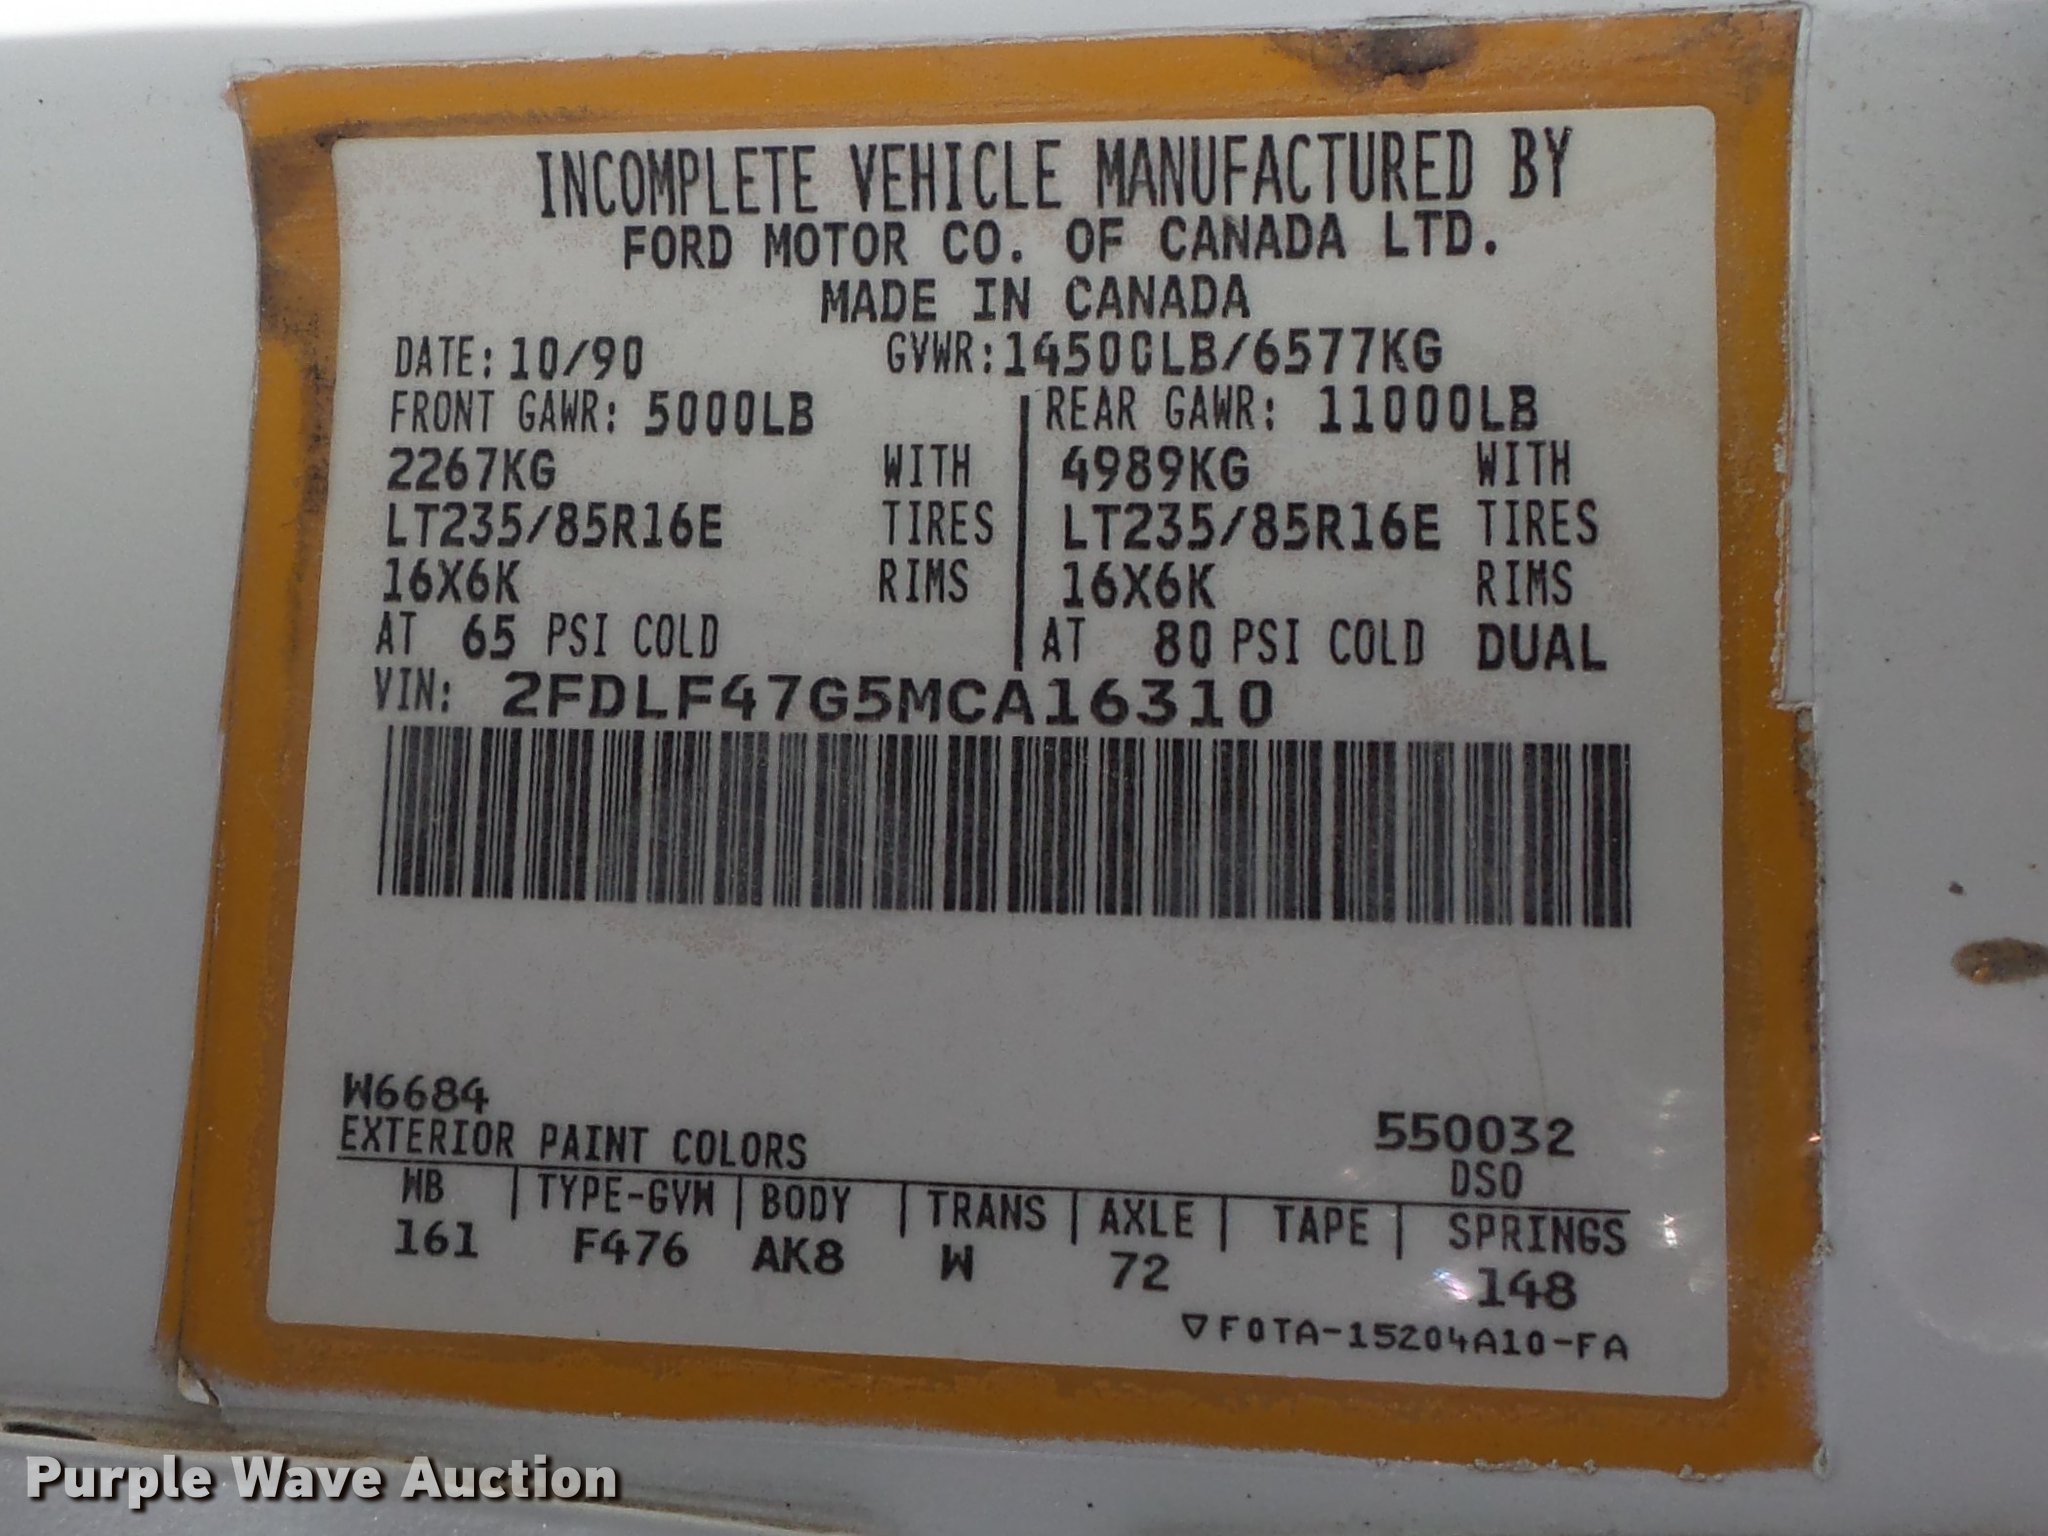 INCOMPLETE VEHICLE MANUFACTURED BY
FORD MOTOR CO. OF CANADA LTD.
MADE IN CANADA
DATE: 10/90 GVWR: 14500LB/6577KG
FRONT GAWR: 5000LB REAR GAWR: 11000LB
2267KG WITH 4989KG WITH
LT235/85R16E TIRES LT235/85R16E TIRES
16X6K RIMS 16X6K RIMS
AT 65 PSI COLD AT 80 PSI COLD DUAL
VIN: 2FDLF47G5MCA16310
W6684
EXTERIOR PAINT COLORS 550032
DSO
WB | TYPE-GVW | BODY | TRANS | AXLE | TAPE | SPRINGS
161 F476 AK8 W 72 148
▽F0TA-15204A10-FA
Purple Wave Auction